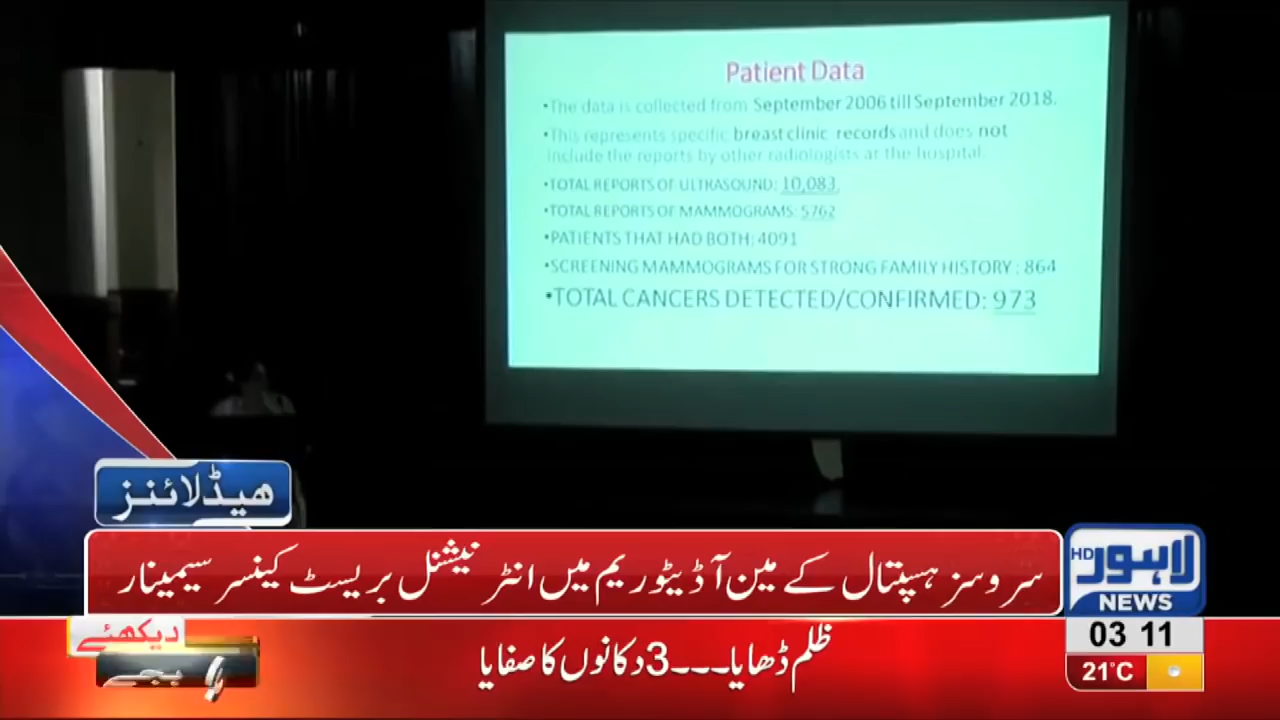 Patient Data
•The data is collected from September 2006 till September 2018.
•This represents specific breast clinic records and does not
include the reports by other radiologists at the hospital.
•TOTAL REPORTS OF ULTRASOUND: 10,083.
•TOTAL REPORTS OF MAMMOGRAMS: 5762
•PATIENTS THAT HAD BOTH: 4091
•SCREENING MAMMOGRAMS FOR STRONG FAMILY HISTORY : 864
•TOTAL CANCERS DETECTED/CONFIRMED: 973
ھیڈلائنز
سروسز ہسپتال کے مین آڈیٹوریم میں انٹرنیشنل بریسٹ کینسر سیمینار
لاہور HD
NEWS
03 11
21°C
دیکھئے
بجے
ظلم ڈھایا۔۔۔3 دکانوں کا صفایا